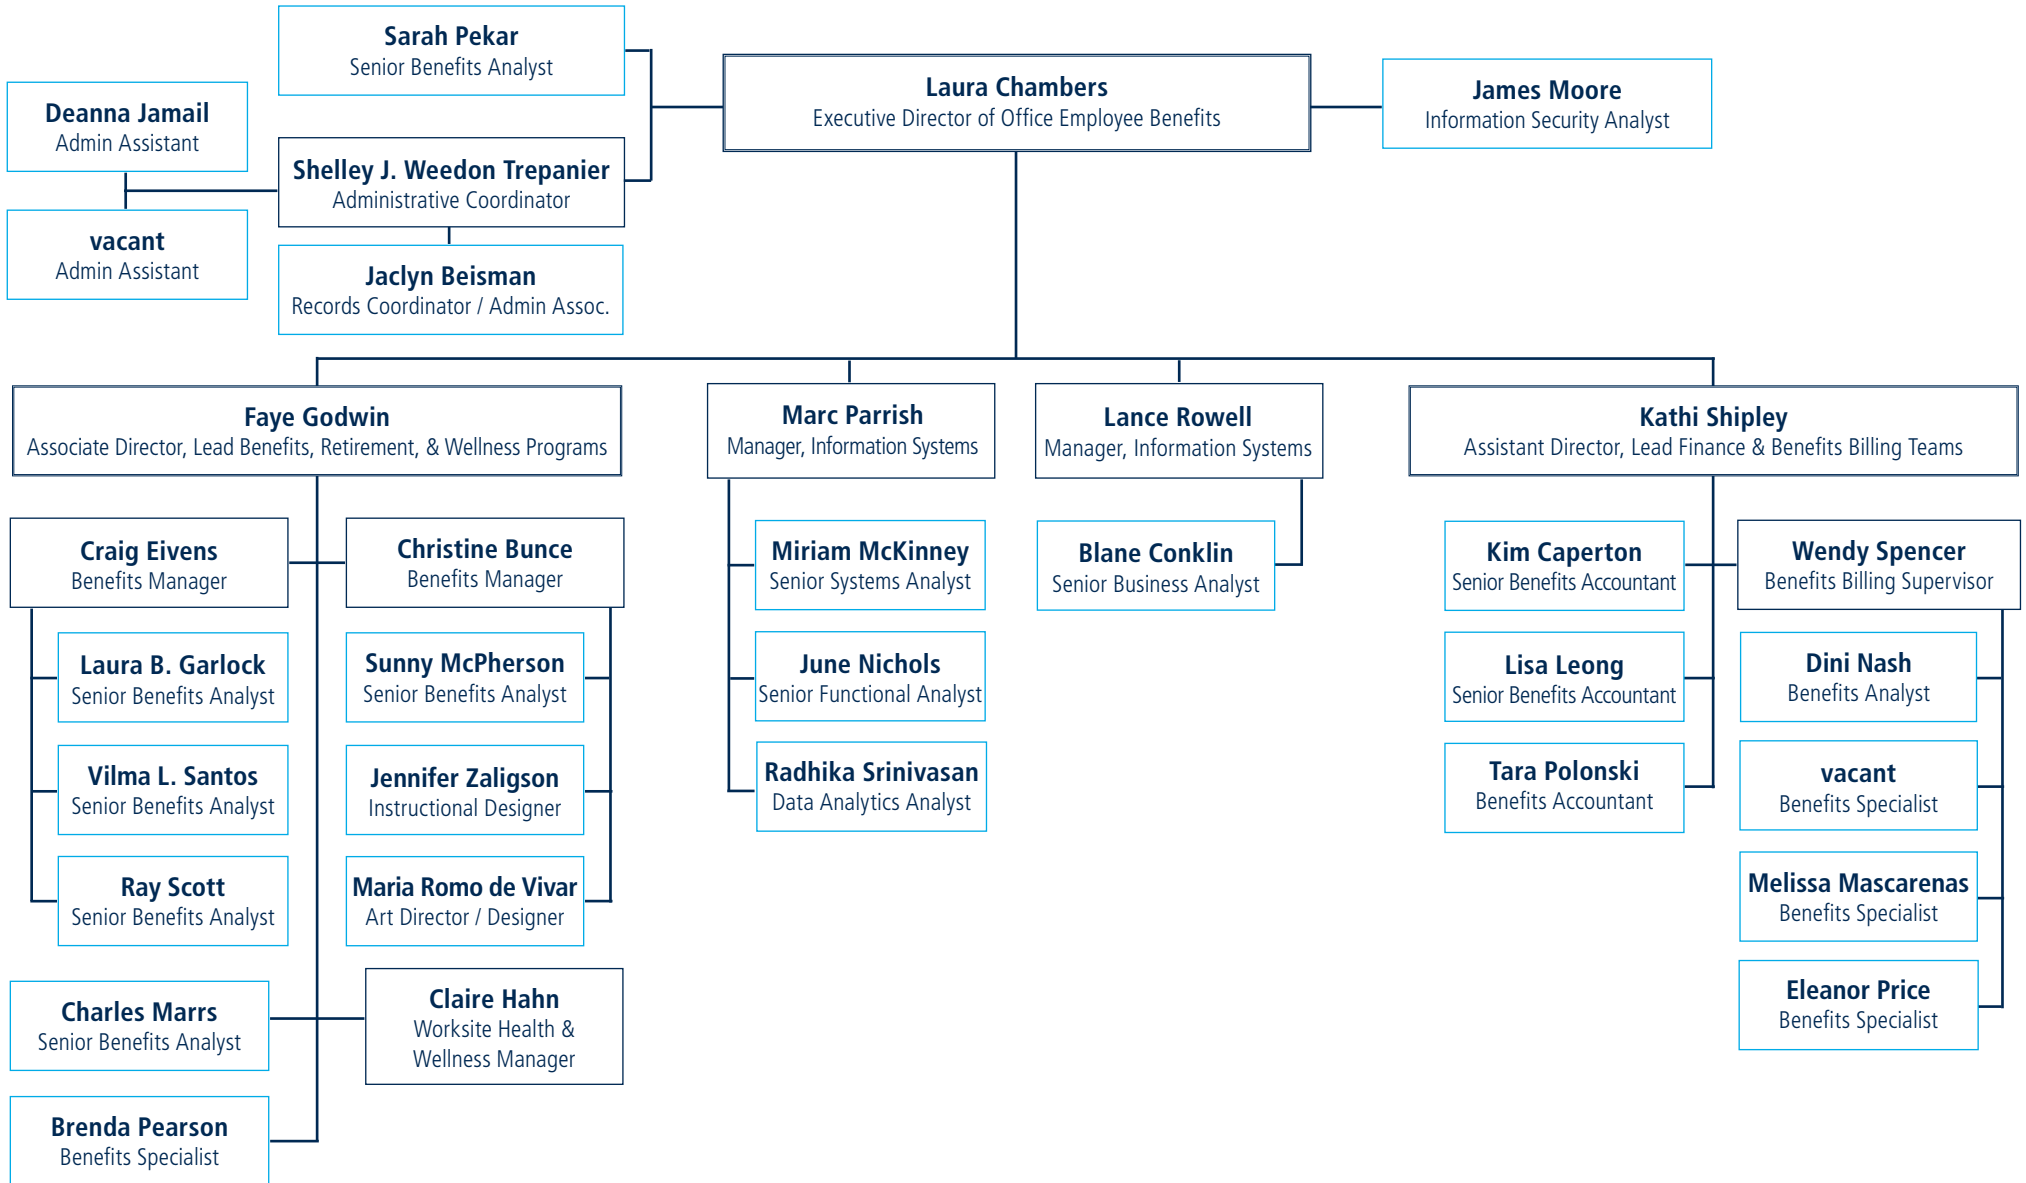 Sarah Pekar
Senior Benefits Analyst
Laura Chambers
Executive Director of Office Employee Benefits
James Moore
Information Security Analyst
Deanna Jamail
Admin Assistant
Shelley J. Weedon Trepanier
Administrative Coordinator
vacant
Admin Assistant
Jaclyn Beisman
Records Coordinator / Admin Assoc.
Faye Godwin
Associate Director, Lead Benefits, Retirement, & Wellness Programs
Marc Parrish
Manager, Information Systems
Lance Rowell
Manager, Information Systems
Kathi Shipley
Assistant Director, Lead Finance & Benefits Billing Teams
Craig Eivens
Benefits Manager
Christine Bunce
Benefits Manager
Laura B. Garlock
Senior Benefits Analyst
Sunny McPherson
Senior Benefits Analyst
Vilma L. Santos
Senior Benefits Analyst
Jennifer Zaligson
Instructional Designer
Ray Scott
Senior Benefits Analyst
Maria Romo de Vivar
Art Director / Designer
Charles Marrs
Senior Benefits Analyst
Claire Hahn
Worksite Health &
Wellness Manager
Brenda Pearson
Benefits Specialist
Miriam McKinney
Senior Systems Analyst
June Nichols
Senior Functional Analyst
Radhika Srinivasan
Data Analytics Analyst
Blane Conklin
Senior Business Analyst
Kim Caperton
Senior Benefits Accountant
Wendy Spencer
Benefits Billing Supervisor
Lisa Leong
Senior Benefits Accountant
Dini Nash
Benefits Analyst
Tara Polonski
Benefits Accountant
vacant
Benefits Specialist
Melissa Mascarenas
Benefits Specialist
Eleanor Price
Benefits Specialist